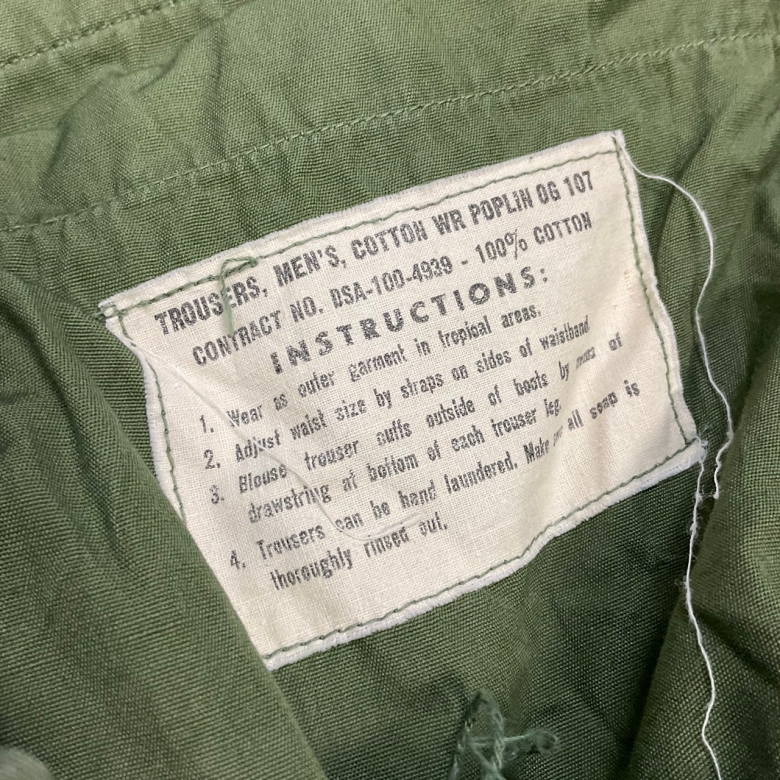 TROUSERS, MEN'S, COTTON WR POPLIN OG 107
CONTRACT NO. DSA-100-4939 - 100% COTTON
INSTRUCTIONS:
1. Wear as outer garment in tropical areas.
2. Adjust waist size by straps on sides of waistband
3. Blouse trouser cuffs outside of boots by means of
drawstring at bottom of each trouser leg.
4. Trousers can be hand laundered. Make sure all soap is
thoroughly rinsed out.